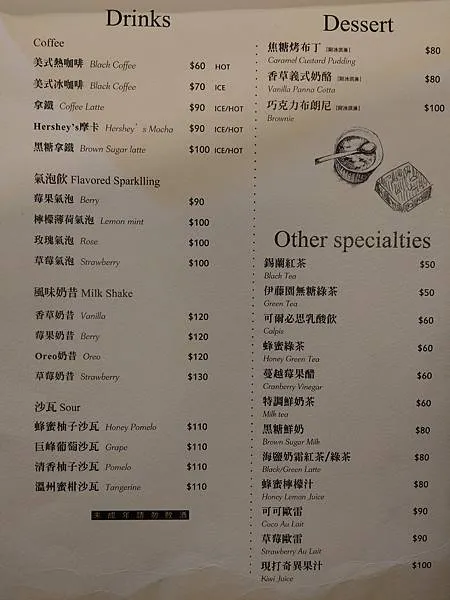 Drinks
Coffee
美式熱咖啡 Black Coffee $60 HOT
美式冰咖啡 Black Coffee $70 ICE
拿鐵 Coffee Latte $90 ICE/HOT
Hershey's摩卡 Hershey's Mocha $90 ICE/HOT
黑糖拿鐵 Brown Sugar latte $100 ICE/HOT
氣泡飲 Flavored Sparklling
莓果氣泡 Berry $90
檸檬薄荷氣泡 Lemon mint $100
玫瑰氣泡 Rose $100
草莓氣泡 Strawberry $100
風味奶昔 Milk Shake
香草奶昔 Vanilla $120
莓果奶昔 Berry $120
Oreo奶昔 Oreo $120
草莓奶昔 Strawberry $130
沙瓦 Sour
蜂蜜柚子沙瓦 Honey Pomelo $110
巨峰葡萄沙瓦 Grape $110
清香柚子沙瓦 Pomelo $110
溫州蜜柑沙瓦 Tangerine $110
未成年請勿飲酒
Dessert
焦糖烤布丁 $80
Caramel Custard Pudding
香草義式奶酪 $80
Vanilla Panna Cotta
巧克力布朗尼 $100
Brownie
Other specialties
錫蘭紅茶 $50
Black Tea
伊藤園無糖綠茶 $50
Green Tea
可爾必思乳酸飲 $60
Calpis
蜂蜜綠茶 $60
Honey Green Tea
蔓越莓果醋 $60
Cranberry Vinegar
特調鮮奶茶 $60
Milk tea
黑糖鮮奶 $80
Brown Sugar Milk
海鹽奶霜紅茶/綠茶 $80
Black/Green Latte
蜂蜜檸檬汁 $80
Honey Lemon Juice
可可歐雷 $90
Coco Au Lait
草莓歐雷 $90
Strawberry Au Lait
現打奇異果汁 $100
Kiwi Juice